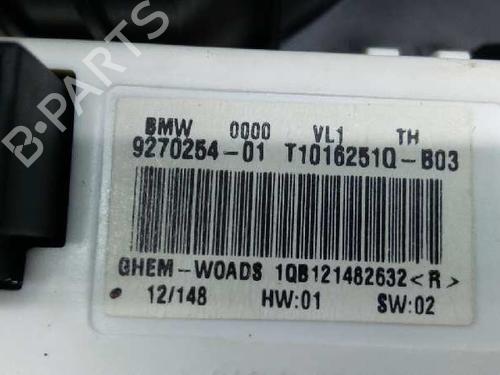 B-PARTS
BMW 0000 VL1 TH
9270254-01 T1016251Q-B03
GHEM-WOADS 1QB121482632<R>
12/148 HW:01 SW:02